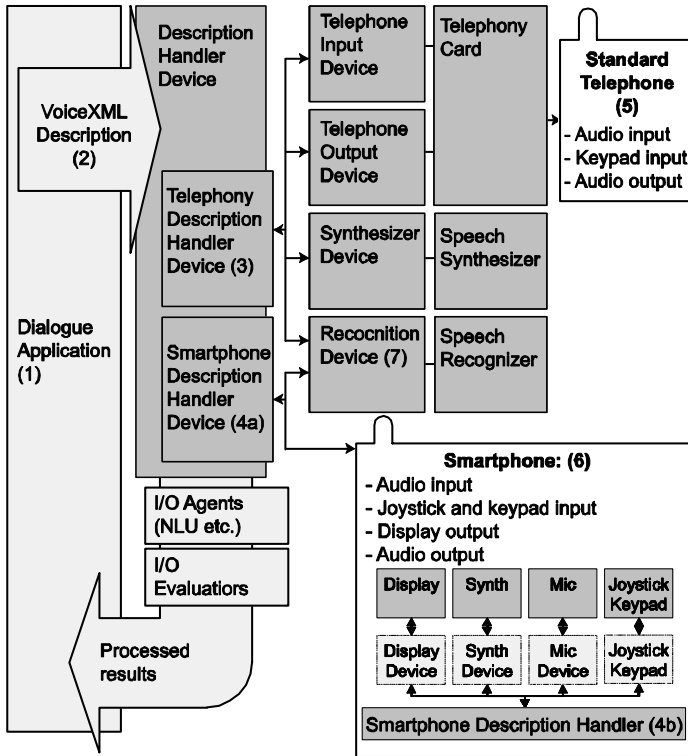 Description
Handler
Device
VoiceXML
Description
(2)
Telephony
Description
Handler
Device (3)
Dialogue
Application
(1)
Smartphone
Description
Handler
Device (4a)
I/O Agents
(NLU etc.)
I/O
Evaluatiors
Processed
results
Telephone
Input
Device
Telephony
Card
Telephone
Output
Device
Synthesizer
Device
Speech
Synthesizer
Recocnition
Device (7)
Speech
Recognizer
Standard
Telephone
(5)
- Audio input
- Keypad input
- Audio output
Smartphone: (6)
- Audio input
- Joystick and keypad input
- Display output
- Audio output
Display
Synth
Mic
Joystick
Keypad
Display
Device
Synth
Device
Mic
Device
Joystick
Keypad
Smartphone Description Handler (4b)